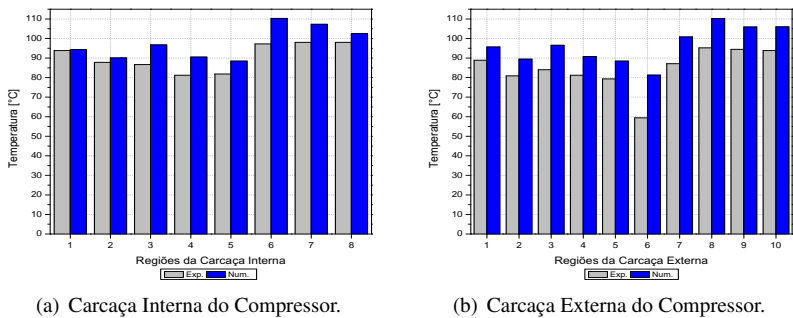 110
100
90
80
70
60
50
40
30
20
10
0
Temperatura [°C]
1 2 3 4 5 6 7 8
Regiões da Carcaça Interna
Exp. Num.
(a) Carcaça Interna do Compressor.
110
100
90
80
70
60
50
40
30
20
10
0
Temperatura [°C]
1 2 3 4 5 6 7 8 9 10
Regiões da Carcaça Externa
Exp. Num.
(b) Carcaça Externa do Compressor.